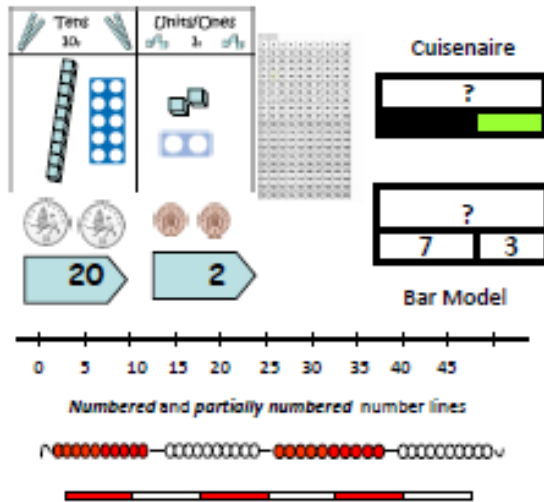 Tens
Units/Ones
10s
1s
Cuisenaire
?
?
7 3
20
2
Bar Model
0 5 10 15 20 25 30 35 40 45
Numbered and partially numbered number lines